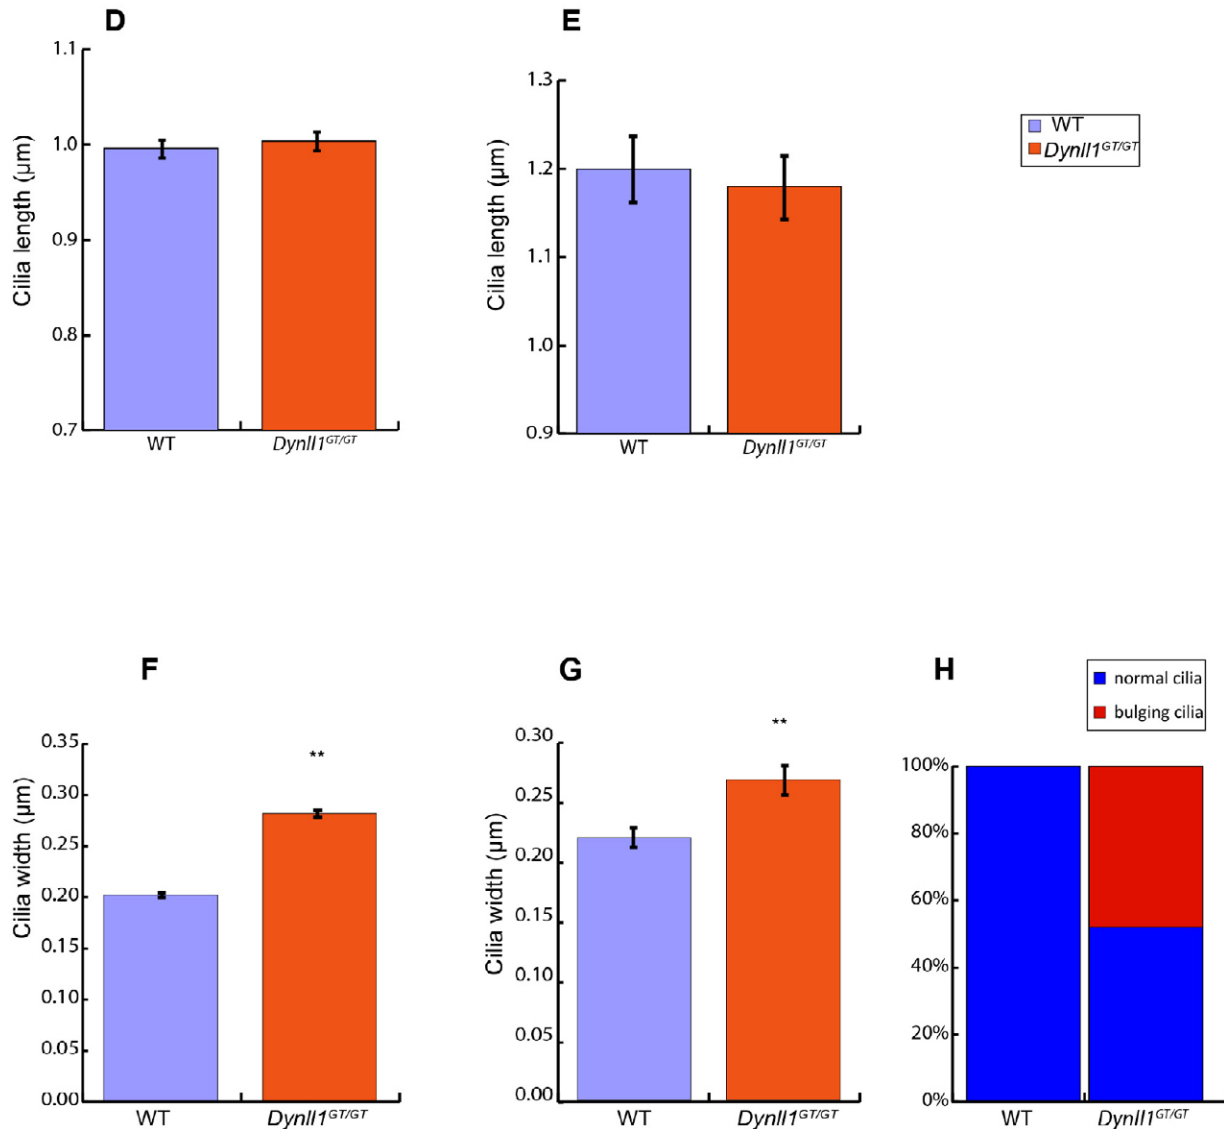 D
1.1
1.0
0.9
0.8
0.7
Cilia length (µm)
WT
Dynll1GT/GT
E
1.3
1.2
1.1
1.0
0.9
Cilia length (µm)
WT
Dynll1GT/GT
WT
Dynll1GT/GT
F
0.35
0.30
0.25
0.20
0.15
0.10
0.05
0.00
Cilia width (µm)
**
WT
Dynll1GT/GT
G
0.30
0.25
0.20
0.15
0.10
0.05
0.00
Cilia width (µm)
**
WT
Dynll1GT/GT
H
normal cilia
bulging cilia
100%
80%
60%
40%
20%
0%
WT
Dynll1GT/GT